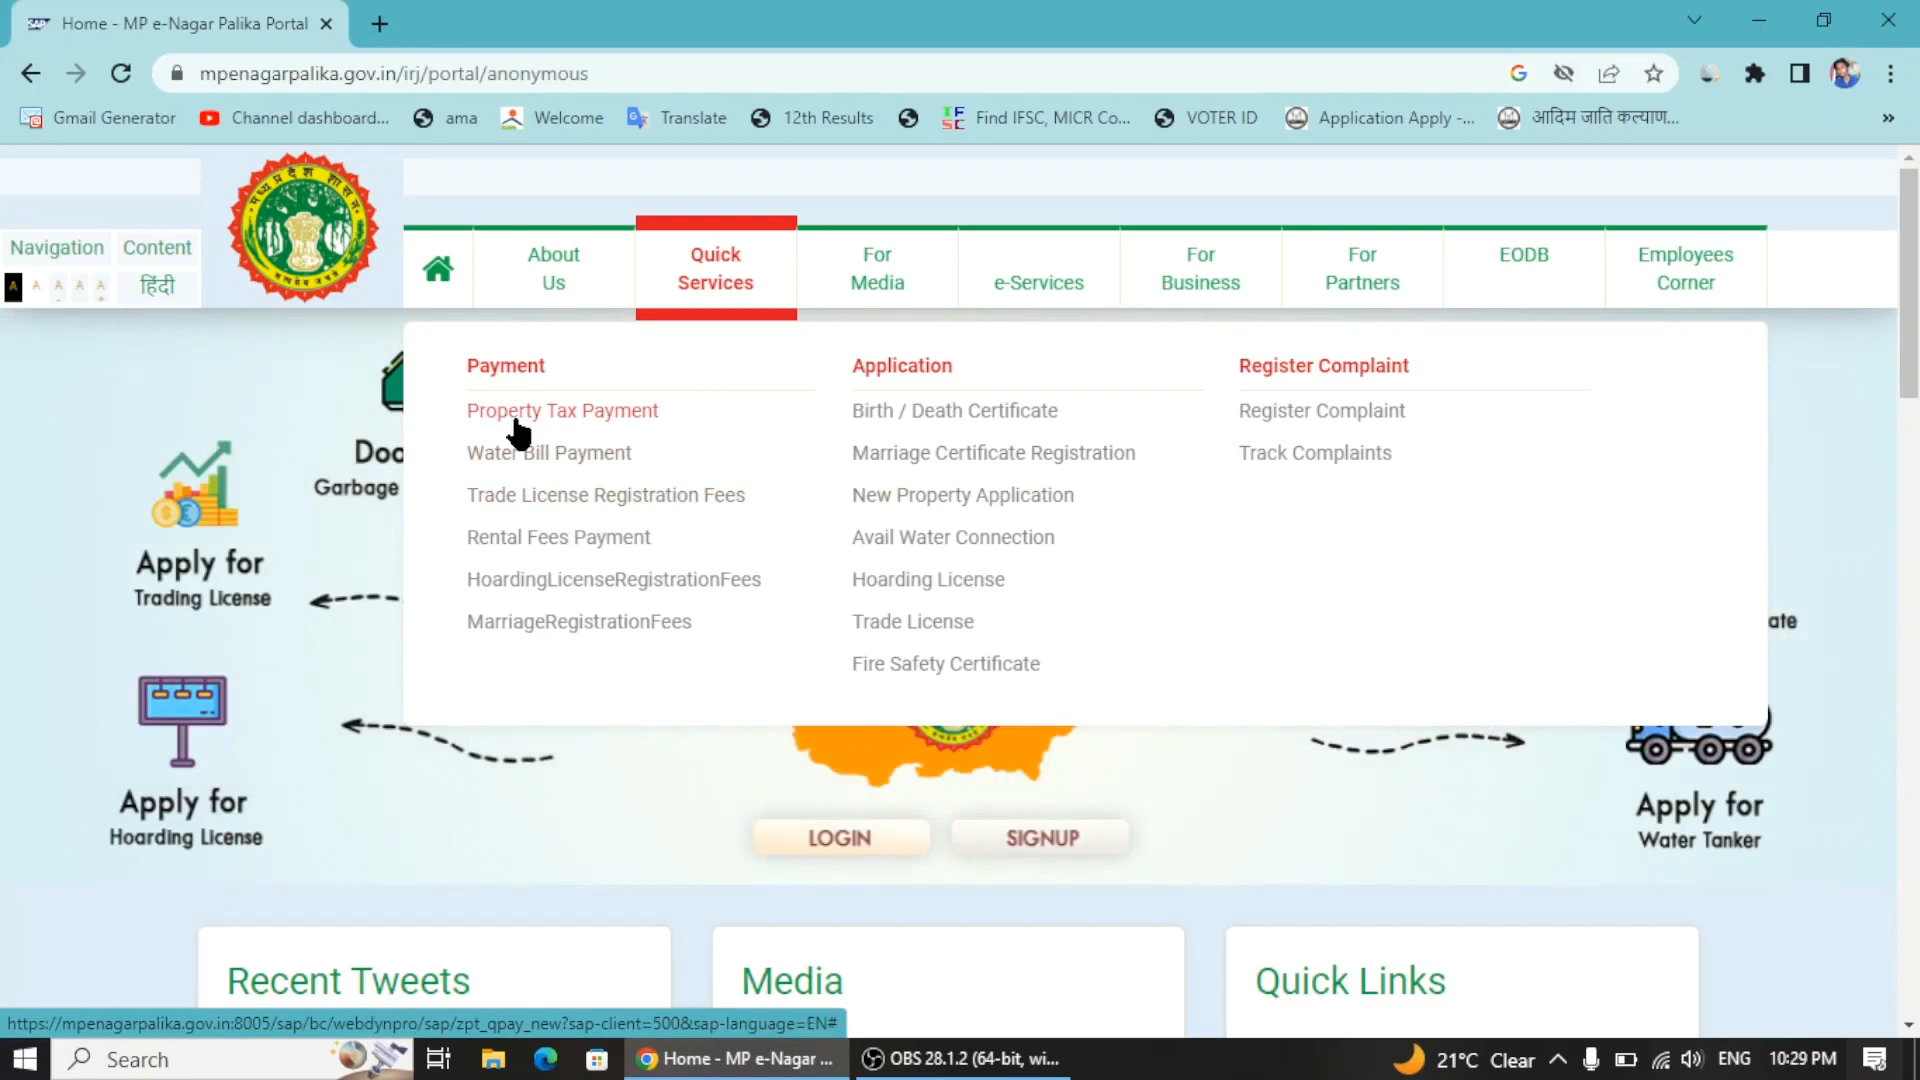 Home - MP e-Nagar Palika Portal
mpenagarpalika.gov.in/irj/portal/anonymous
Gmail Generator
Channel dashboard...
ama
Welcome
Translate
12th Results
Find IFSC, MICR Co...
VOTER ID
Application Apply -...
आदिम जाति कल्याण...
»
मध्य प्रदेश शासन
Navigation
Content
A A A A A
हिंदी
About
Us
Quick
Services
For
Media
e-Services
For
Business
For
Partners
EODB
Employees
Corner
Payment
Property Tax Payment
Water Bill Payment
Trade License Registration Fees
Rental Fees Payment
HoardingLicenseRegistrationFees
MarriageRegistrationFees
Application
Birth / Death Certificate
Marriage Certificate Registration
New Property Application
Avail Water Connection
Hoarding License
Trade License
Fire Safety Certificate
Register Complaint
Register Complaint
Track Complaints
Doo
Garbage
Apply for
Trading License
ate
Apply for
Hoarding License
LOGIN
SIGNUP
Apply for
Water Tanker
Recent Tweets
Media
Quick Links
https://mpenagarpalika.gov.in:8005/sap/bc/webdynpro/sap/zpt_qpay_new?sap-client=500&sap-language=EN#
Search
Home - MP e-Nagar ...
OBS 28.1.2 (64-bit, wi...
21°C Clear
ENG
10:29 PM